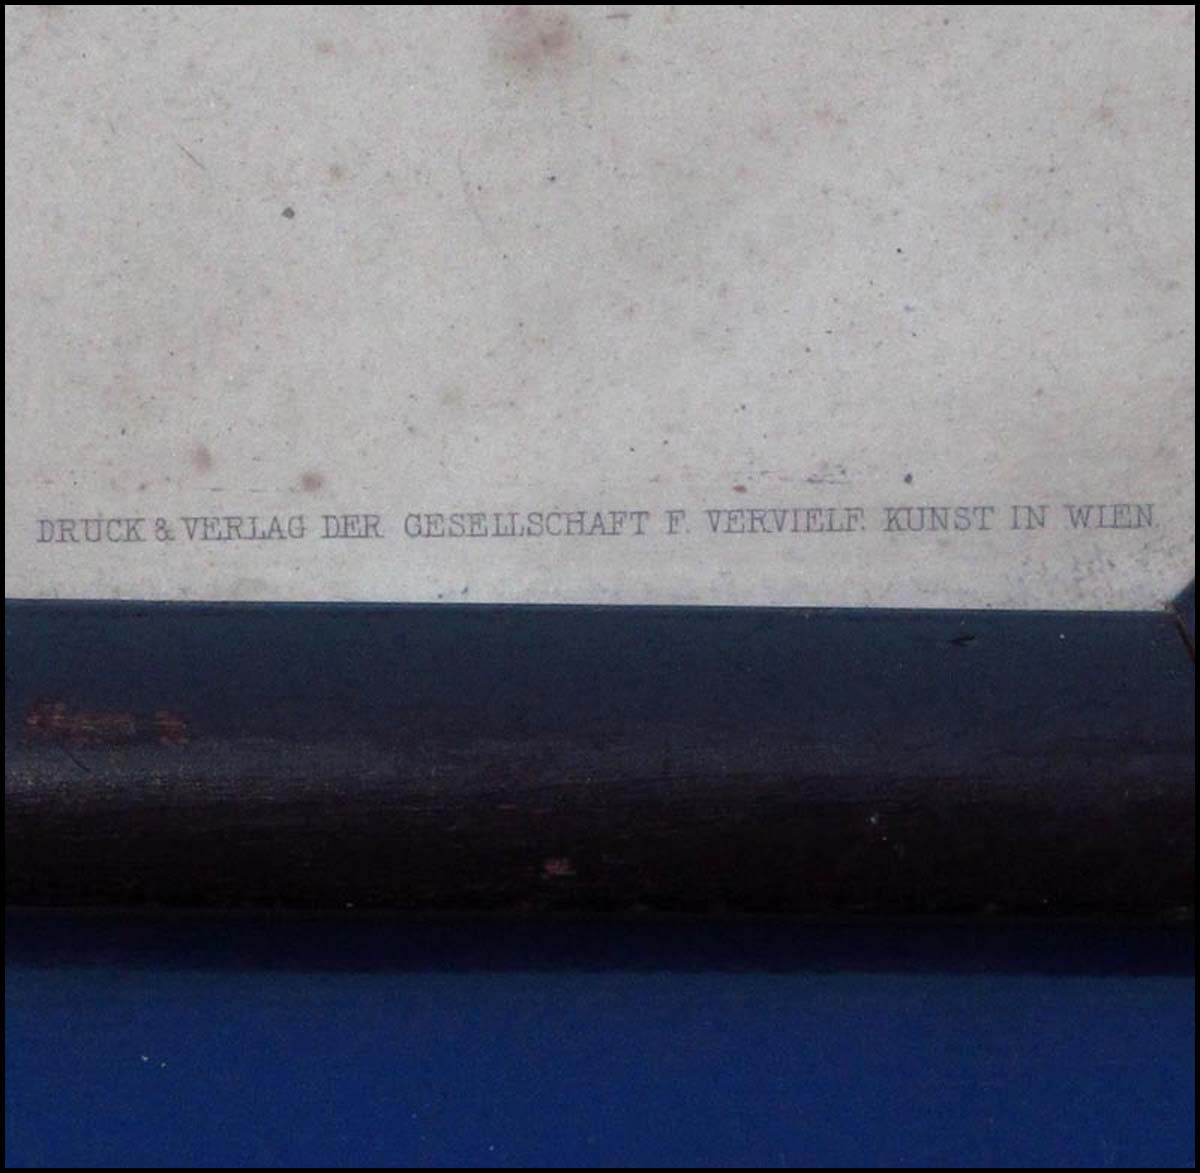 DRUCK & VERLAG DER GESELLSCHAFT F. VERVIELF. KUNST IN WIEN.